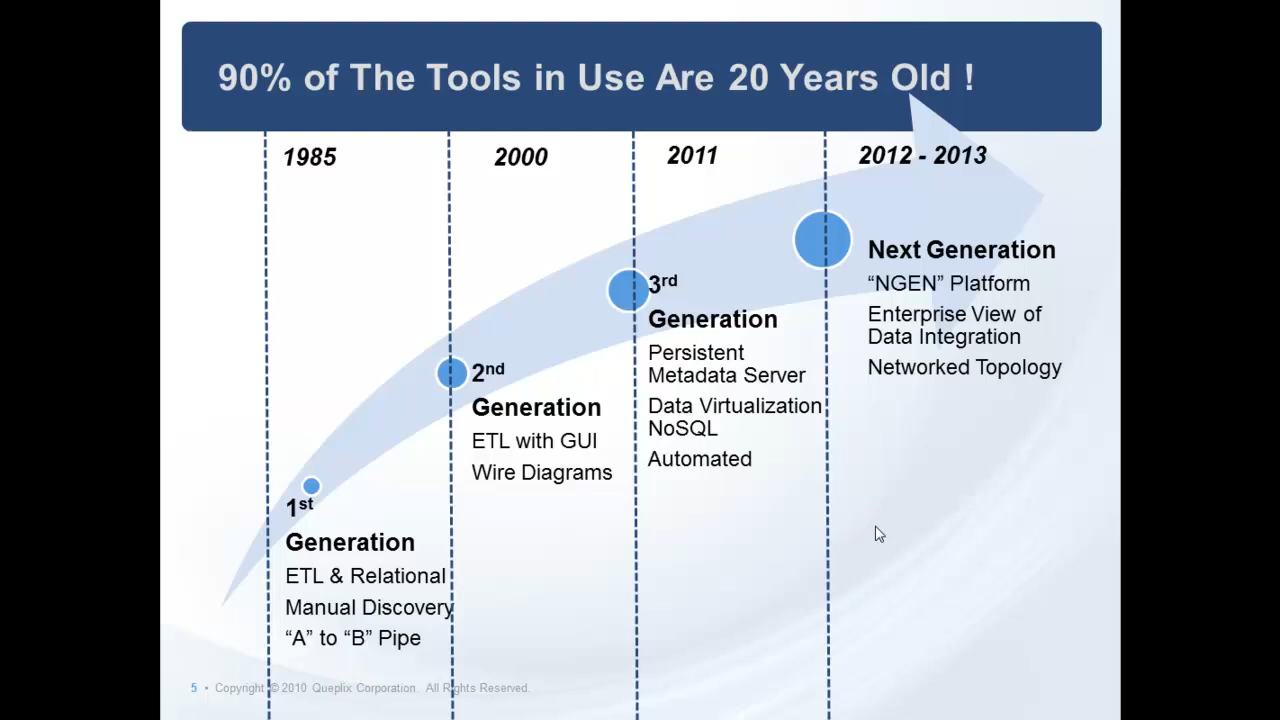 90% of The Tools in Use Are 20 Years Old !
1985
2000
2011
2012 - 2013
1st
Generation
ETL & Relational
Manual Discovery
“A” to “B” Pipe
2nd
Generation
ETL with GUI
Wire Diagrams
3rd
Generation
Persistent
Metadata Server
Data Virtualization
NoSQL
Automated
Next Generation
“NGEN” Platform
Enterprise View of
Data Integration
Networked Topology
5 • Copyright © 2010 Queplix Corporation. All Rights Reserved.